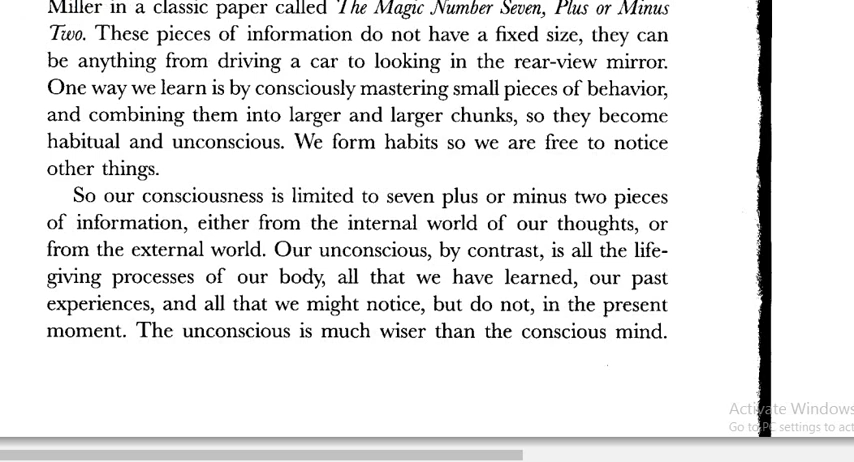 Miller in a classic paper called The Magic Number Seven, Plus or Minus
Two. These pieces of information do not have a fixed size, they can
be anything from driving a car to looking in the rear-view mirror.
One way we learn is by consciously mastering small pieces of behavior,
and combining them into larger and larger chunks, so they become
habitual and unconscious. We form habits so we are free to notice
other things.
So our consciousness is limited to seven plus or minus two pieces
of information, either from the internal world of our thoughts, or
from the external world. Our unconscious, by contrast, is all the life-
giving processes of our body, all that we have learned, our past
experiences, and all that we might notice, but do not, in the present
moment. The unconscious is much wiser than the conscious mind.
Activate Windows
Go to PC settings to act